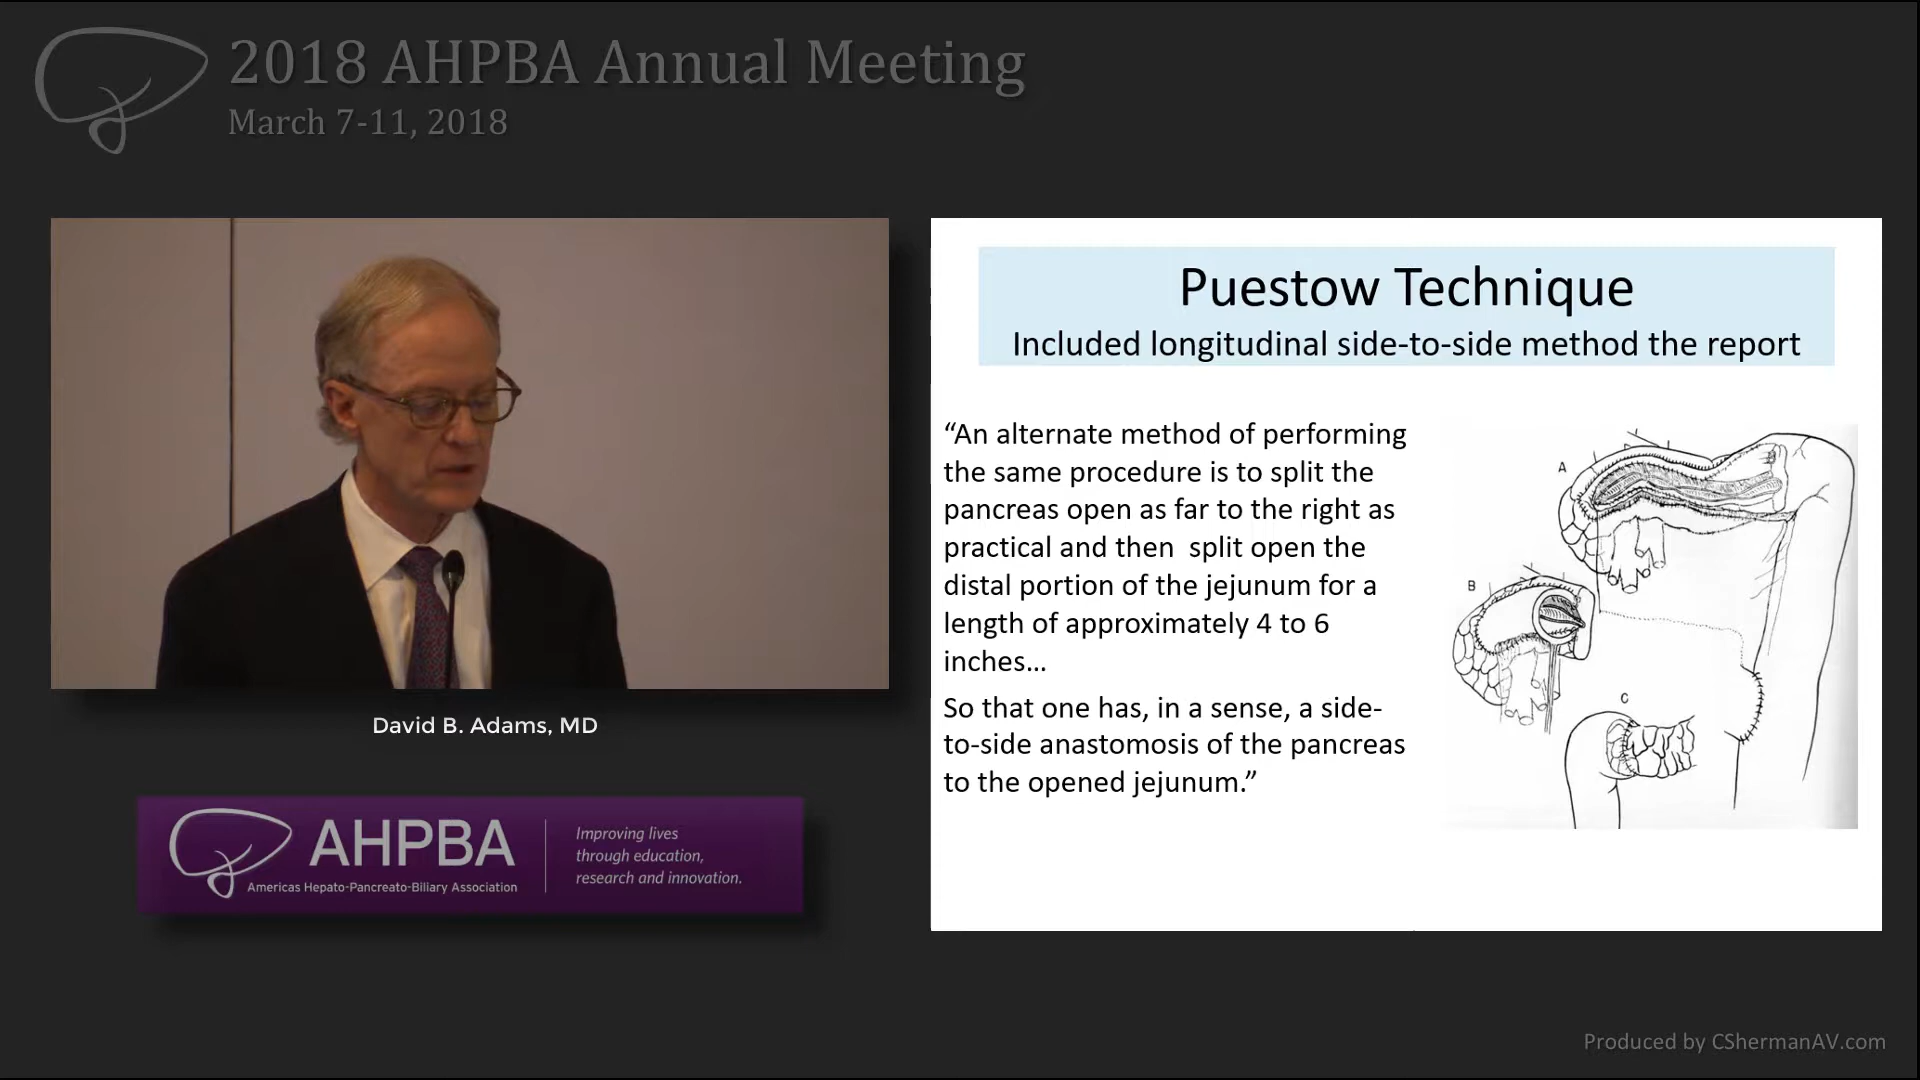 2018 AHPBA Annual Meeting
March 7-11, 2018
Puestow Technique
Included longitudinal side-to-side method the report
“An alternate method of performing
the same procedure is to split the
pancreas open as far to the right as
practical and then  split open the
distal portion of the jejunum for a
length of approximately 4 to 6
inches…
So that one has, in a sense, a side-
to-side anastomosis of the pancreas
to the opened jejunum.”
A
B
C
David B. Adams, MD
AHPBA
Americas Hepato-Pancreato-Biliary Association
Improving lives
through education,
research and innovation.
Produced by CShermanAV.com